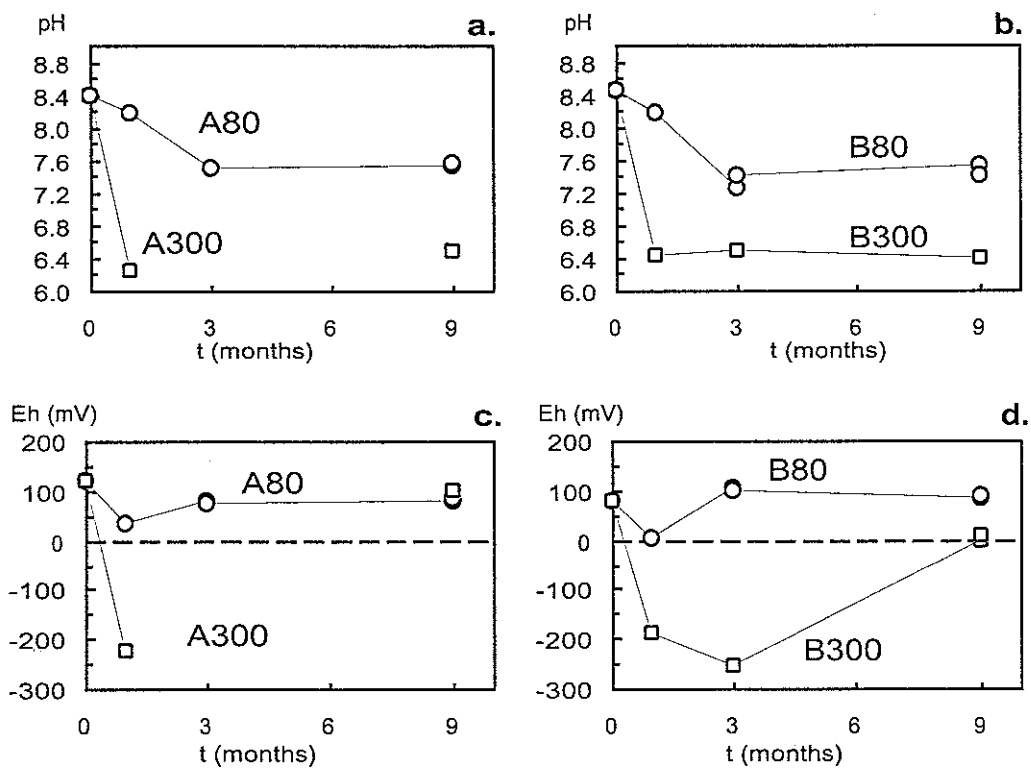 pH
a.
8.8
8.4
8.0
7.6
7.2
6.8
6.4
6.0
A80
A300
0 3 6 9
t (months)
pH
b.
8.8
8.4
8.0
7.6
7.2
6.8
6.4
6.0
B80
B300
0 3 6 9
t (months)
Eh (mV)
c.
200
100
0
-100
-200
-300
A80
A300
0 3 6 9
t (months)
Eh (mV)
d.
200
100
0
-100
-200
-300
B80
B300
0 3 6 9
t (months)